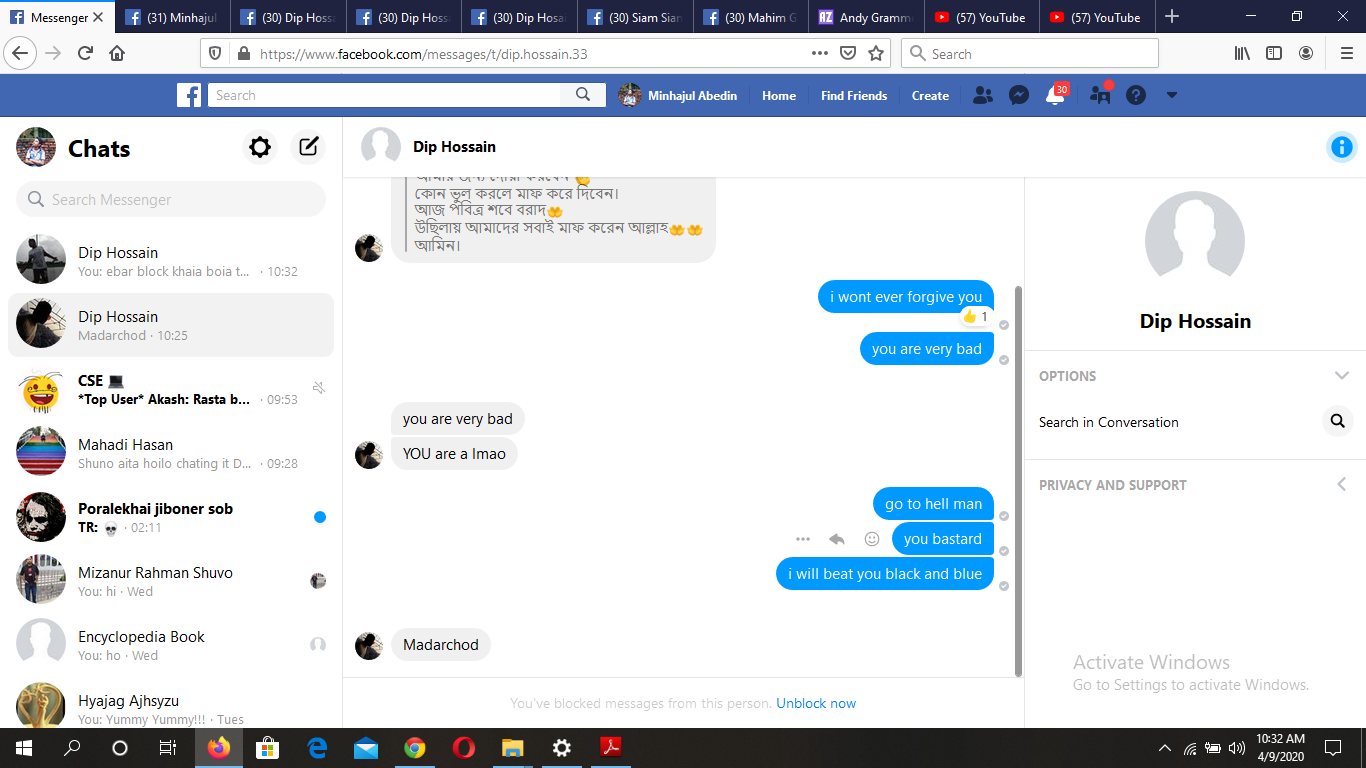 Messenger
(31) Minhajul
(30) Dip Hossa
(30) Dip Hoss
(30) Dip Hosar
(30) Siam Sian
(30) Mahim G
Andy Gramm
(57) YouTube
(57) YouTube
https://www.facebook.com/messages/t/dip.hossain.33
Search
Search
Minhajul Abedin
Home
Find Friends
Create
30
Chats
Search Messenger
Dip Hossain
You: ebar block khaia boia t... · 10:32
Dip Hossain
Madarchod · 10:25
CSE
*Top User* Akash: Rasta b... · 09:53
Mahadi Hasan
Shuno aita hoilo chating it D... · 09:28
Poralekhai jiboner sob
TR: 💀 · 02:11
Mizanur Rahman Shuvo
You: hi · Wed
Encyclopedia Book
You: ho · Wed
Hyajag Ajhsyzu
You: Yummy Yummy!!! · Tues
Dip Hossain
আমার জন্য দোয়া করবেন
কোন ভুল করলে মাফ করে দিবেন।
আজ পবিত্র শবে বরাদ🤲
উছিলায় আমাদের সবাই মাফ করেন আল্লাহ🤲🤲
আমিন।
i wont ever forgive you
👍 1
you are very bad
you are very bad
YOU are a lmao
go to hell man
you bastard
i will beat you black and blue
Madarchod
You've blocked messages from this person. Unblock now
Dip Hossain
OPTIONS
Search in Conversation
PRIVACY AND SUPPORT
Activate Windows
Go to Settings to activate Windows.
10:32 AM
4/9/2020